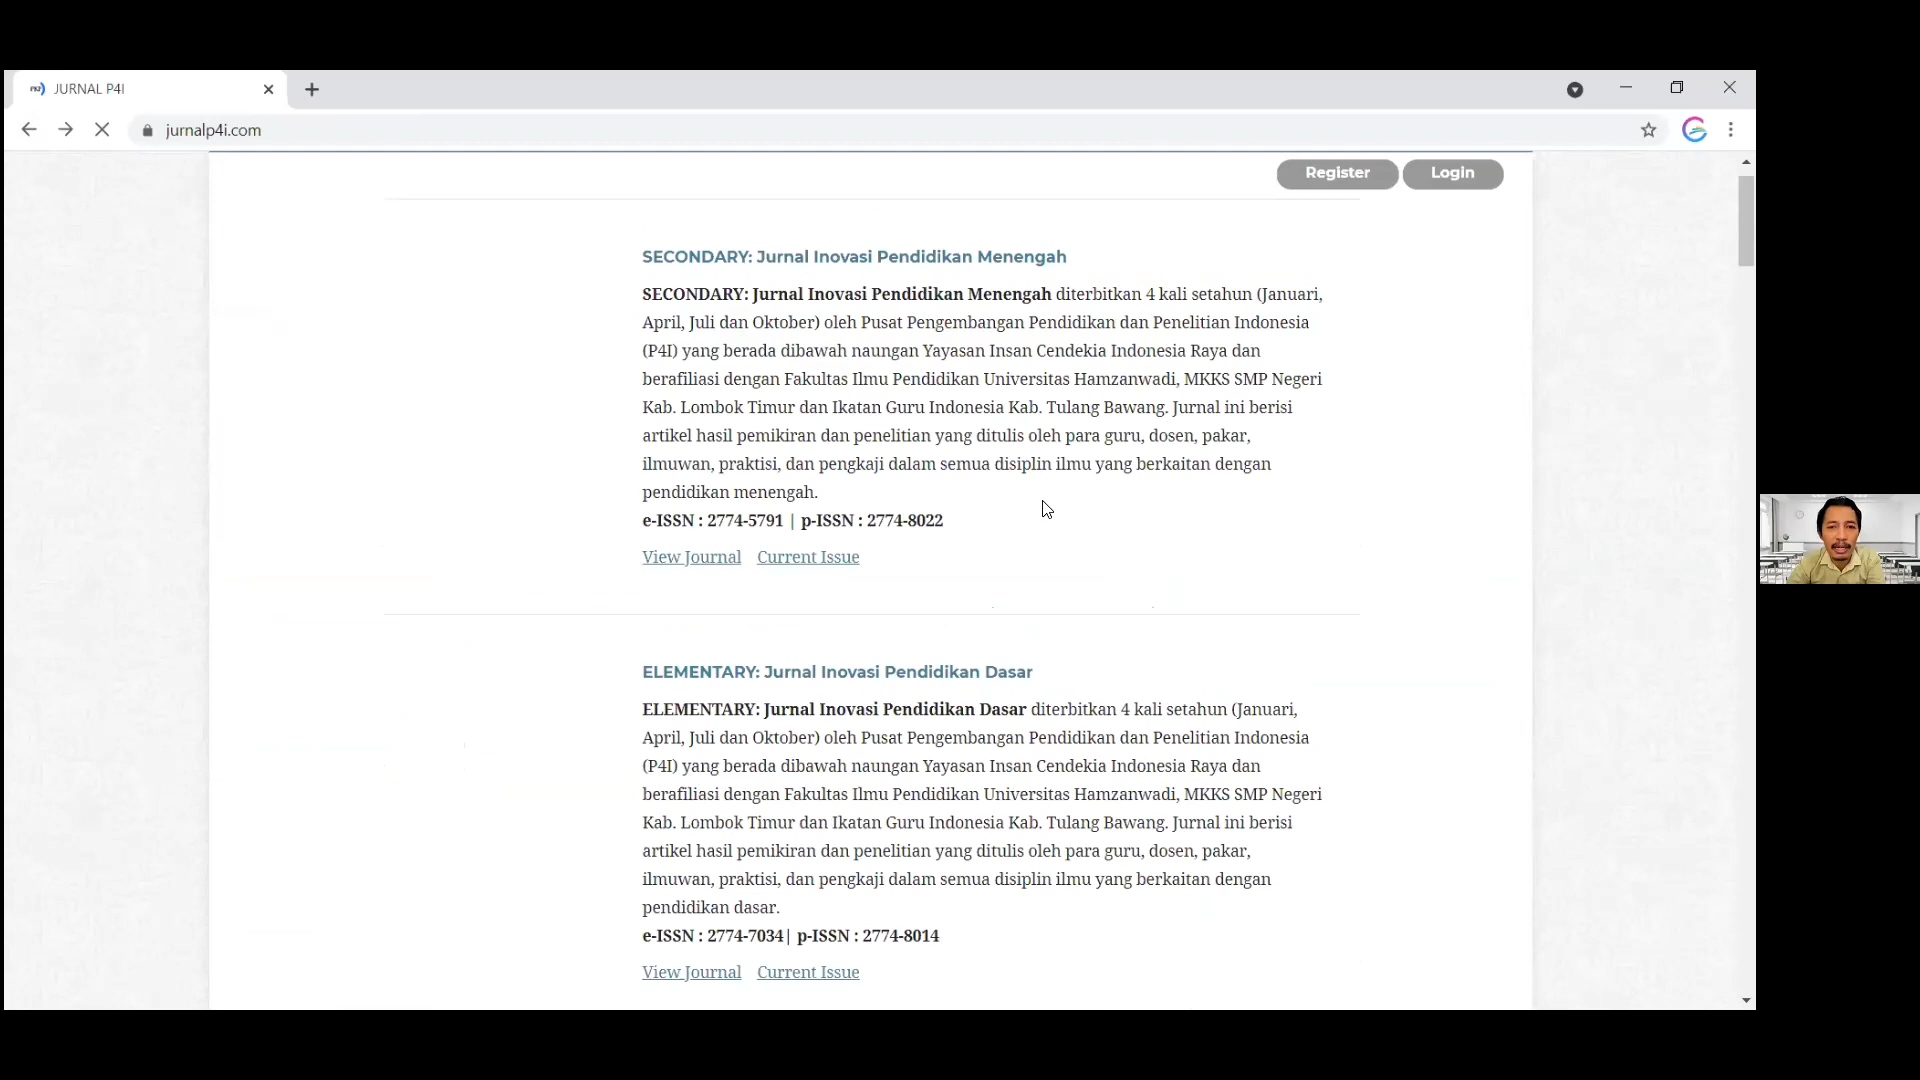 JURNAL P4I
jurnalp4i.com
Register Login
SECONDARY: Jurnal Inovasi Pendidikan Menengah
SECONDARY: Jurnal Inovasi Pendidikan Menengah diterbitkan 4 kali setahun (Januari,
April, Juli dan Oktober) oleh Pusat Pengembangan Pendidikan dan Penelitian Indonesia
(P4I) yang berada dibawah naungan Yayasan Insan Cendekia Indonesia Raya dan
berafiliasi dengan Fakultas Ilmu Pendidikan Universitas Hamzanwadi, MKKS SMP Negeri
Kab. Lombok Timur dan Ikatan Guru Indonesia Kab. Tulang Bawang. Jurnal ini berisi
artikel hasil pemikiran dan penelitian yang ditulis oleh para guru, dosen, pakar,
ilmuwan, praktisi, dan pengkaji dalam semua disiplin ilmu yang berkaitan dengan
pendidikan menengah.
e-ISSN : 2774-5791 | p-ISSN : 2774-8022
View Journal Current Issue
ELEMENTARY: Jurnal Inovasi Pendidikan Dasar
ELEMENTARY: Jurnal Inovasi Pendidikan Dasar diterbitkan 4 kali setahun (Januari,
April, Juli dan Oktober) oleh Pusat Pengembangan Pendidikan dan Penelitian Indonesia
(P4I) yang berada dibawah naungan Yayasan Insan Cendekia Indonesia Raya dan
berafiliasi dengan Fakultas Ilmu Pendidikan Universitas Hamzanwadi, MKKS SMP Negeri
Kab. Lombok Timur dan Ikatan Guru Indonesia Kab. Tulang Bawang. Jurnal ini berisi
artikel hasil pemikiran dan penelitian yang ditulis oleh para guru, dosen, pakar,
ilmuwan, praktisi, dan pengkaji dalam semua disiplin ilmu yang berkaitan dengan
pendidikan dasar.
e-ISSN : 2774-7034| p-ISSN : 2774-8014
View Journal Current Issue